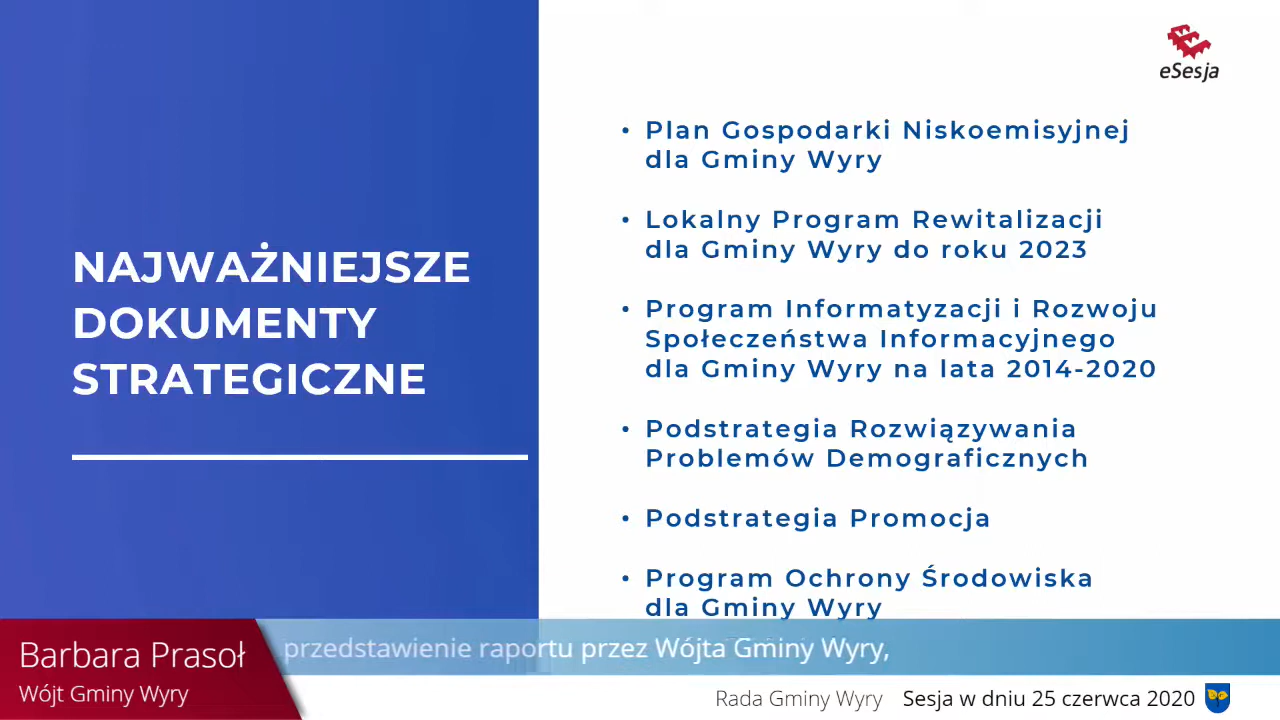 eSesja
NAJWAŻNIEJSZE
DOKUMENTY
STRATEGICZNE
• Plan Gospodarki Niskoemisyjnej
dla Gminy Wyry
• Lokalny Program Rewitalizacji
dla Gminy Wyry do roku 2023
• Program Informatyzacji i Rozwoju
Społeczeństwa Informacyjnego
dla Gminy Wyry na lata 2014-2020
• Podstrategia Rozwiązywania
Problemów Demograficznych
• Podstrategia Promocja
• Program Ochrony Środowiska
dla Gminy Wyry
Barbara Prasoł
Wójt Gminy Wyry
przedstawienie raportu przez Wójta Gminy Wyry,
Rada Gminy Wyry Sesja w dniu 25 czerwca 2020